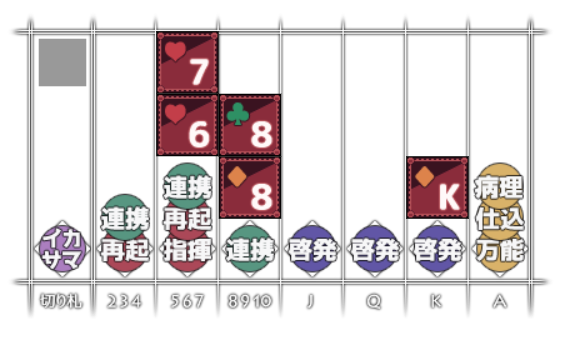 7
6 8
8 K
連携 病理
連携 再起 仕込
イカサマ 再起 指揮 連携 啓発 啓発 啓発 万能
切り札 234 567 8910 J Q K A